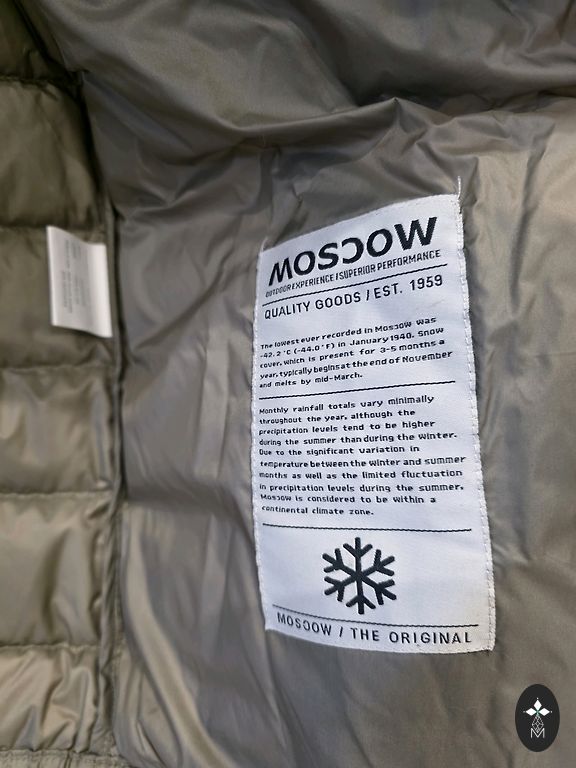 MOSCOW
OUTDOOR EXPERIENCE / SUPERIOR PERFORMANCE
QUALITY GOODS / EST. 1959
The lowest ever recorded in Moscow was
-42.2 °C (-44.0 °F) in January 1940. Snow
cover, which is present for 3-5 months a
year, typically begins at the end of November
and melts by mid-March.
Monthly rainfall totals vary minimally
throughout the year, although the
precipitation levels tend to be higher
during the summer than during the winter.
Due to the significant variation in
temperature between the winter and summer
months as well as the limited fluctuation
in precipitation levels during the summer,
Moscow is considered to be within a
continental climate zone.
MOSCOW / THE ORIGINAL
M